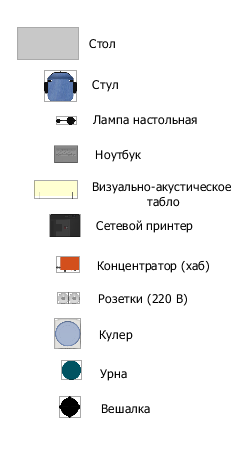 Стол
Стул
Лампа настольная
Ноутбук
Визуально-акустическое
табло
Сетевой принтер
Концентратор (хаб)
Розетки (220 В)
Кулер
Урна
Вешалка